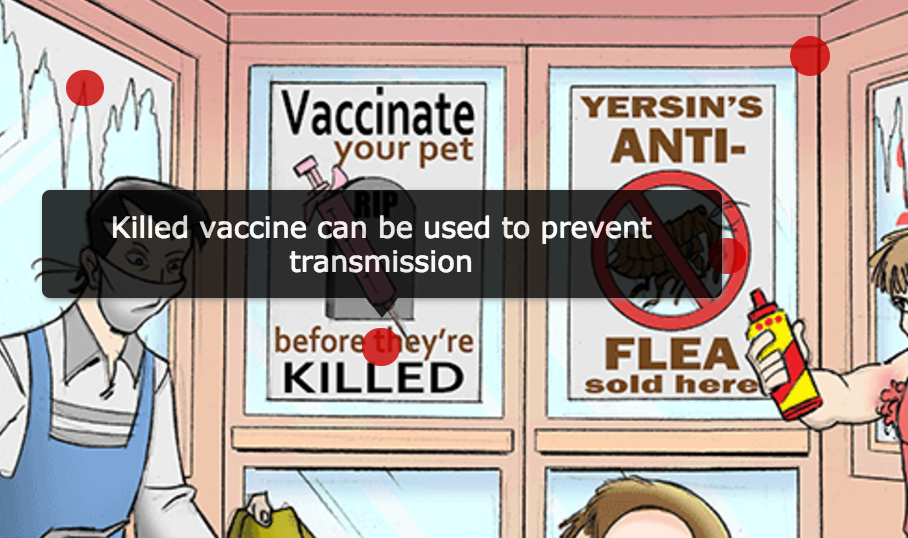 Vaccinate
your pet
RIP
before they're
KILLED
YERSIN'S
ANTI-
FLEA
sold here
Killed vaccine can be used to prevent
transmission